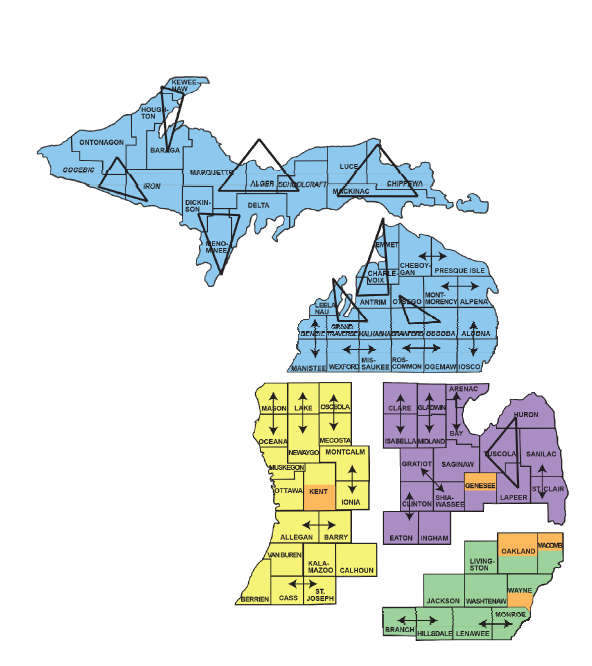 KEWEE-
NAW
HOUGH-
TON
ONTONAGON
BARAGA
GOGEBIC
IRON
MARQUETTE
ALGER
SCHOOLCRAFT
LUCE
CHIPPEWA
MACKINAC
DICKIN-
SON
DELTA
MENO-
MINEE
EMMET
CHEBOY-
GAN
PRESQUE ISLE
CHARLE-
VOIX
ANTRIM
OTSEGO
MONT-
MORENCY
ALPENA
LEELA
NAU
BENZIE
GRAND
TRAVERSE
KALKASKA
CRAWFORD
OSCODA
ALCONA
MANISTEE
WEXFORD
MIS-
SAUKEE
ROS-
COMMON
OGEMAW
IOSCO
MASON
LAKE
OSCEOLA
OCEANA
NEWAYGO
MECOSTA
MONTCALM
MUSKEGON
OTTAWA
KENT
IONIA
ALLEGAN
BARRY
VAN BUREN
KALA-
MAZOO
CALHOUN
BERRIEN
CASS
ST.
JOSEPH
ARENAC
CLARE
GLADWIN
HURON
ISABELLA
MIDLAND
BAY
TUSCOLA
SANILAC
GRATIOT
SAGINAW
GENESEE
LAPEER
ST. CLAIR
CLINTON
SHIA-
WASSEE
EATON
INGHAM
LIVING-
STON
OAKLAND
MACOMB
JACKSON
WASHTENAW
WAYNE
BRANCH
HILLSDALE
LENAWEE
MONROE